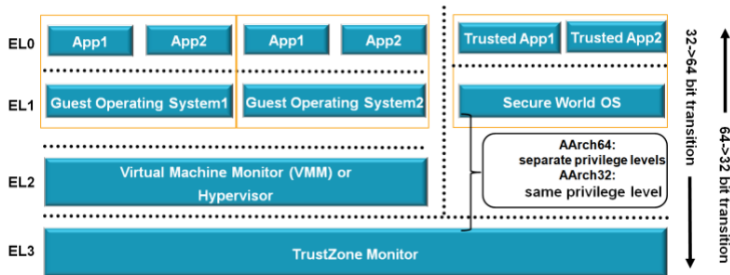 EL0
App1
App2
App1
App2
Trusted App1
Trusted App2
EL1
Guest Operating System1
Guest Operating System2
Secure World OS
AArch64:
separate privilege levels
AArch32:
same privilege level
EL2
Virtual Machine Monitor (VMM) or
Hypervisor
EL3
TrustZone Monitor
32->64 bit transition
64->32 bit transition